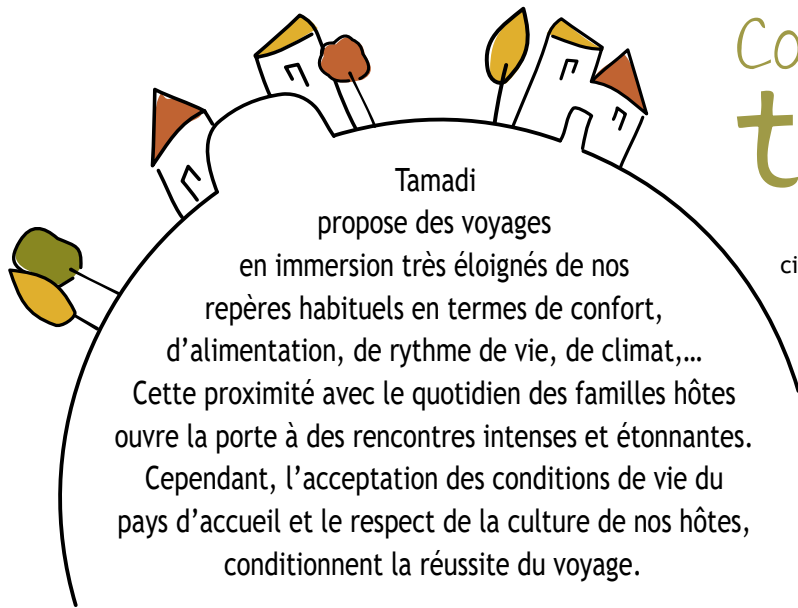 Co
t
ci
Tamadi
propose des voyages
en immersion très éloignés de nos
repères habituels en termes de confort,
d’alimentation, de rythme de vie, de climat,...
Cette proximité avec le quotidien des familles hôtes
ouvre la porte à des rencontres intenses et étonnantes.
Cependant, l’acceptation des conditions de vie du
pays d’accueil et le respect de la culture de nos hôtes,
conditionnent la réussite du voyage.